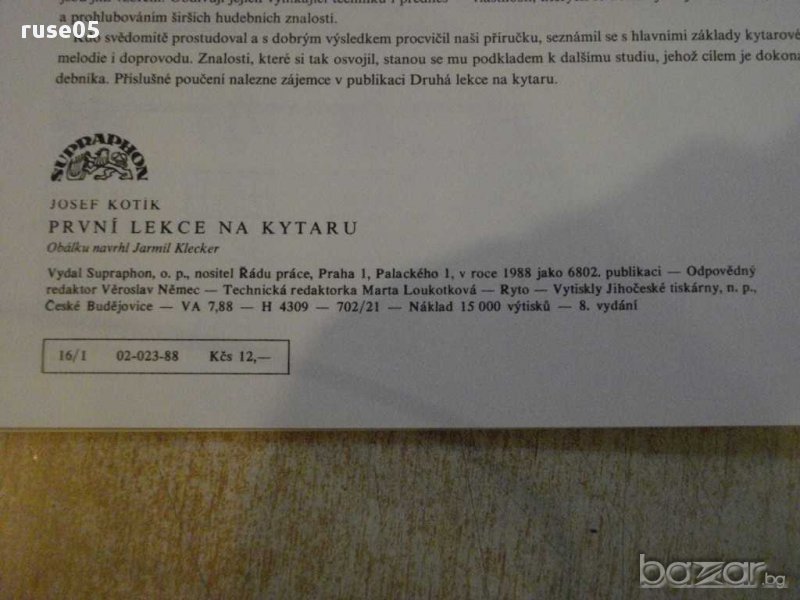 ruse05
a prohlubováním širších hudebních znalostí.
Kdo svědomitě prostudoval a s dobrým výsledkem procvičil naši příručku, seznámil se s hlavními základy kytarové
melodie i doprovodu. Znalosti, které si tak osvojil, stanou se mu podkladem k dalšímu studiu, jehož cílem je dokona
debníka. Příslušné poučení nalezne zájemce v publikaci Druhá lekce na kytaru.
SUPRAPHON
JOSEF KOTÍK
PRVNÍ LEKCE NA KYTARU
Obálku navrhl Jarmil Klecker
Vydal Supraphon, o. p., nositel Řádu práce, Praha 1, Palackého 1, v roce 1988 jako 6802. publikaci — Odpovědný
redaktor Věroslav Němec — Technická redaktorka Marta Loukotková — Ryto — Vytiskly Jihočeské tiskárny, n. p.,
České Budějovice — VA 7,88 — H 4309 — 702/21 — Náklad 15 000 výtisků — 8. vydání
16/1 02-023-88 Kčs 12,—
bazar.bg